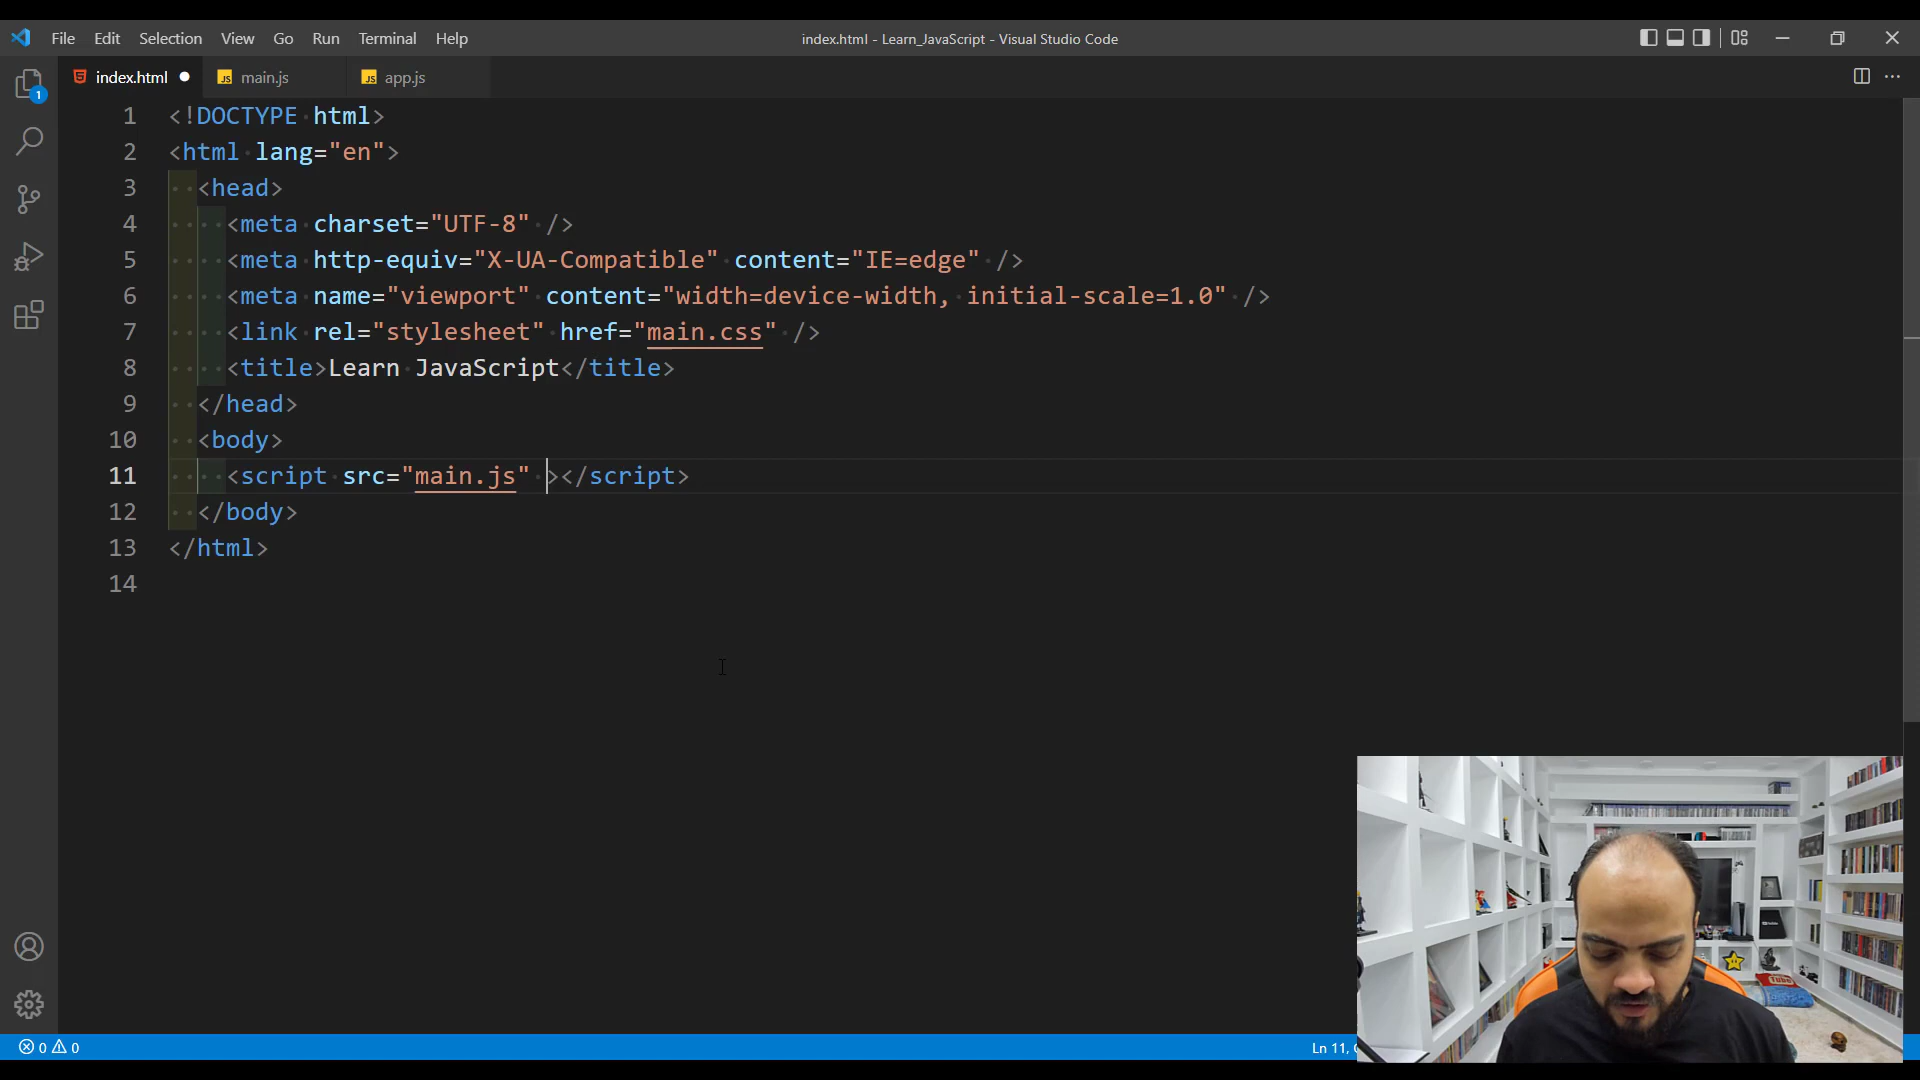 File Edit Selection View Go Run Terminal Help
index.html - Learn_JavaScript - Visual Studio Code
index.html
JS main.js
JS app.js
1
1 <!DOCTYPE html>
2 <html lang="en">
3 <head>
4 <meta charset="UTF-8" />
5 <meta http-equiv="X-UA-Compatible" content="IE=edge" />
6 <meta name="viewport" content="width=device-width, initial-scale=1.0" />
7 <link rel="stylesheet" href="main.css" />
8 <title>Learn JavaScript</title>
9 </head>
10 <body>
11 <script src="main.js" ></script>
12 </body>
13 </html>
14
0 0
Ln 11,